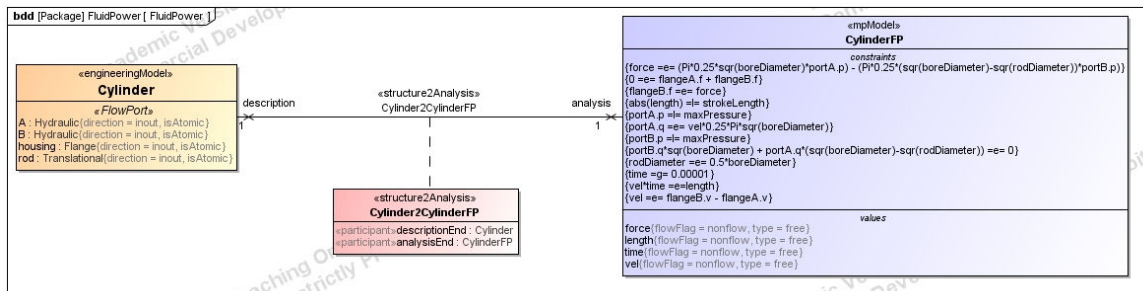 bdd [Package] FluidPower [ FluidPower ]
«engineeringModel»
Cylinder
«FlowPort»
A : Hydraulic{direction = inout, isAtomic}
B : Hydraulic{direction = inout, isAtomic}
housing : Flange{direction = inout, isAtomic}
rod : Translational{direction = inout, isAtomic}
description
1
«structure2Analysis»
Cylinder2CylinderFP
analysis
1
«structure2Analysis»
Cylinder2CylinderFP
«participant»descriptionEnd : Cylinder
«participant»analysisEnd : CylinderFP
«mpModel»
CylinderFP
constraints
{force =e= (Pi*0.25*sqr(boreDiameter)*portA.p) - (Pi*0.25*(sqr(boreDiameter)-sqr(rodDiameter))*portB.p)}
{0 =e= flangeA.f + flangeB.f}
{flangeB.f =e= force}
{abs(length) =l= strokeLength}
{portA.p =l= maxPressure}
{portA.q =e= vel*0.25*Pi*sqr(boreDiameter)}
{portB.p =l= maxPressure}
{portB.q*sqr(boreDiameter) + portA.q*(sqr(boreDiameter)-sqr(rodDiameter)) =e= 0}
{rodDiameter =e= 0.5*boreDiameter}
{time =g= 0.00001 }
{vel*time =e=length}
{vel =e= flangeB.v - flangeA.v}
values
force{flowFlag = nonflow, type = free}
length{flowFlag = nonflow, type = free}
time{flowFlag = nonflow, type = free}
vel{flowFlag = nonflow, type = free}